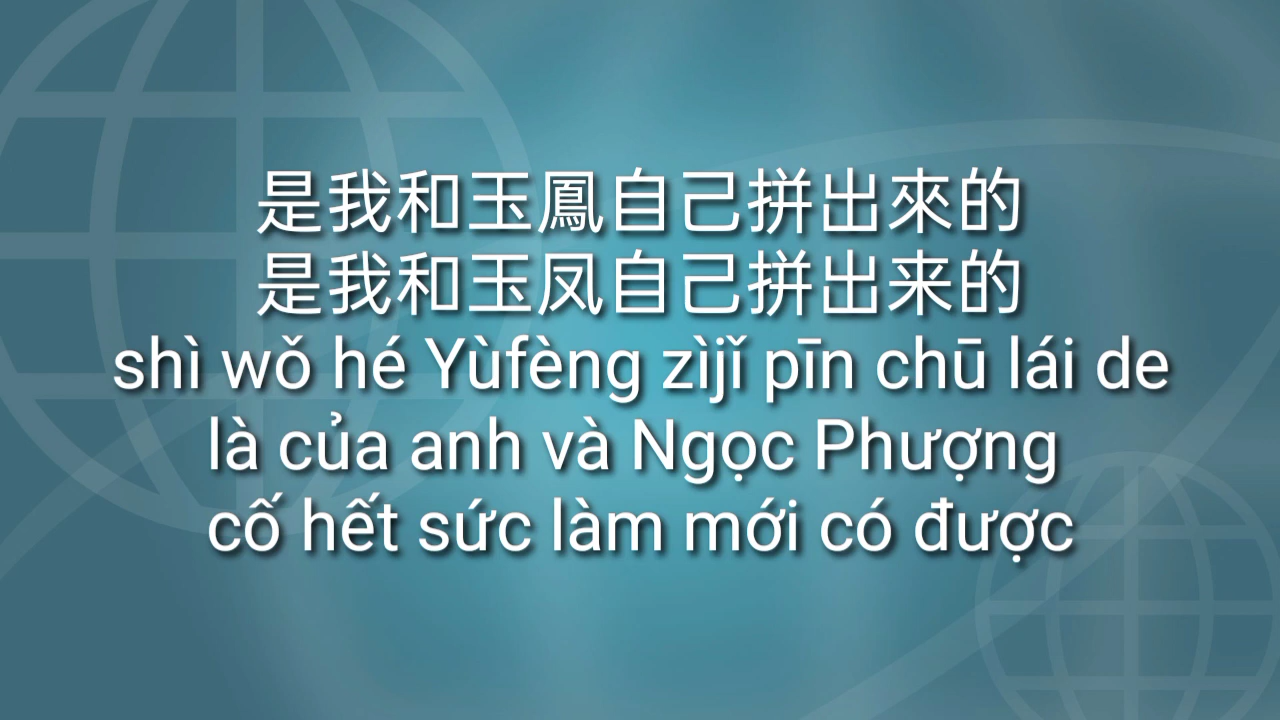 是我和玉鳳自己拼出來的
是我和玉凤自己拼出来的
shì wǒ hé Yùfèng zìjǐ pīn chū lái de
là của anh và Ngọc Phượng
cố hết sức làm mới có được